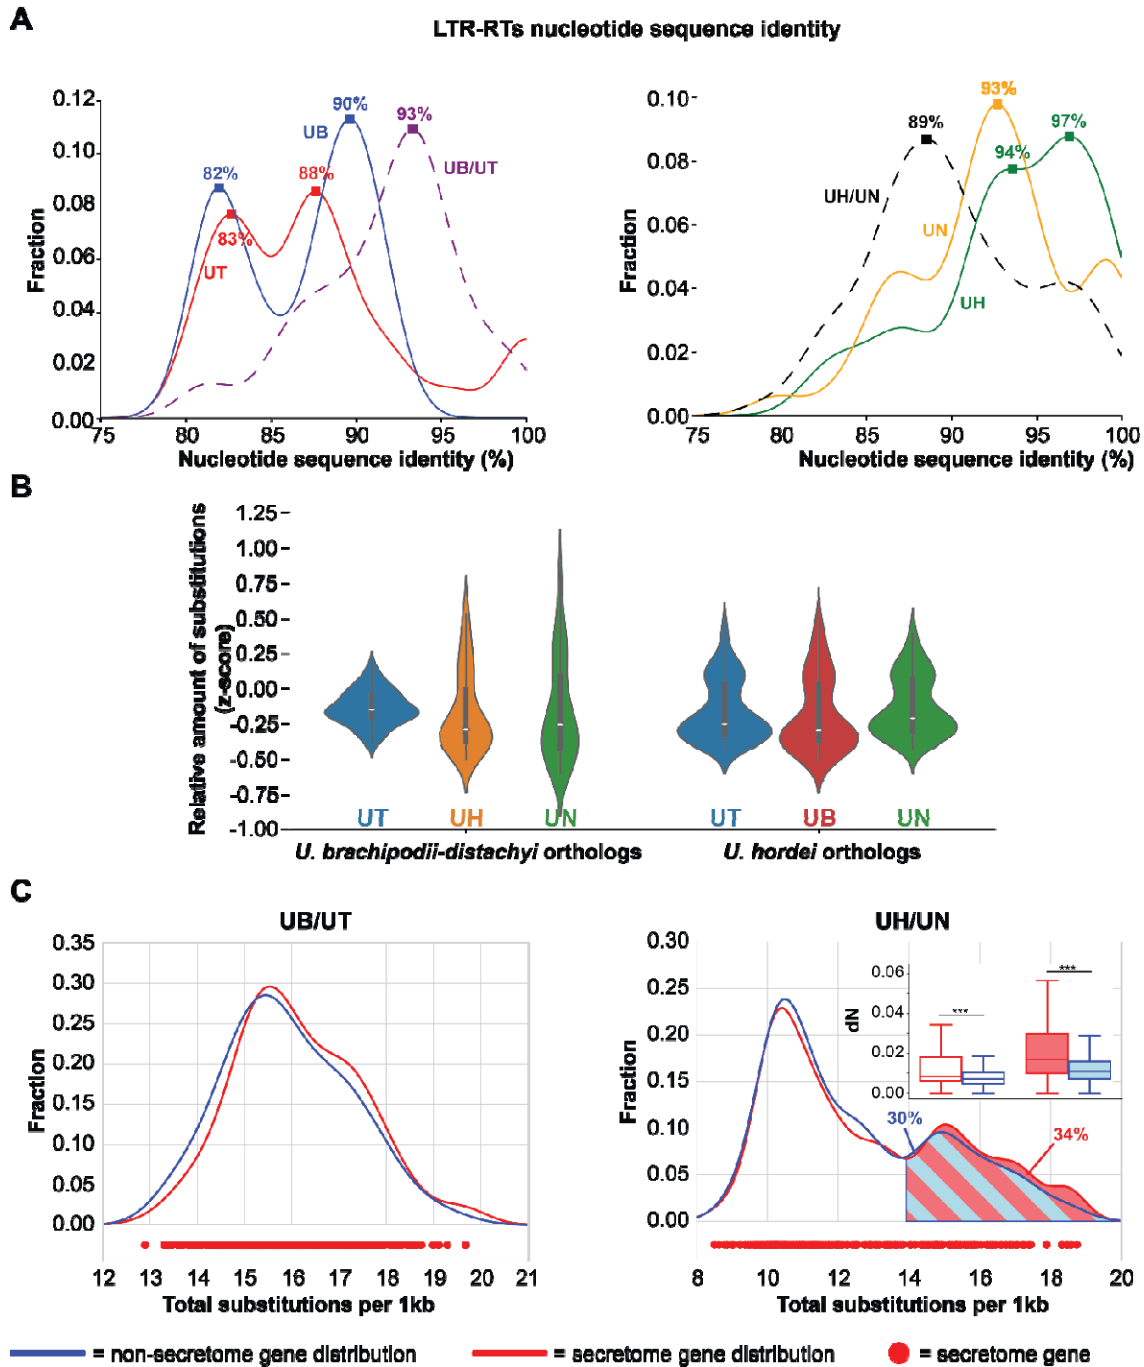 A
LTR-RTs nucleotide sequence identity
0.12
0.10
0.08
0.06
0.04
0.02
0.00
Fraction
82%
83%
88%
90%
93%
UB
UT
UB/UT
75 80 85 90 95 100
Nucleotide sequence identity (%)
0.10
0.08
0.06
0.04
0.02
0.00
Fraction
89%
93%
94%
97%
UH/UN
UN
UH
75 80 85 90 95 100
Nucleotide sequence identity (%)
B
Relative amount of substitutions
(z-score)
1.25
1.00
0.75
0.50
0.25
0.00
-0.25
-0.50
-0.75
-1.00
UT UH UN UT UB UN
U. brachipodii-distachyi orthologs
U. hordei orthologs
C
UB/UT
0.35
0.30
0.25
0.20
0.15
0.10
0.05
0.00
Fraction
12 13 14 15 16 17 18 19 20 21
Total substitutions per 1kb
UH/UN
0.30
0.25
0.20
0.15
0.10
0.05
0.00
Fraction
0.06
0.04
0.02
0.00
dN
***
***
30%
34%
8 10 12 14 16 18 20
Total substitutions per 1kb
= non-secretome gene distribution
= secretome gene distribution
= secretome gene